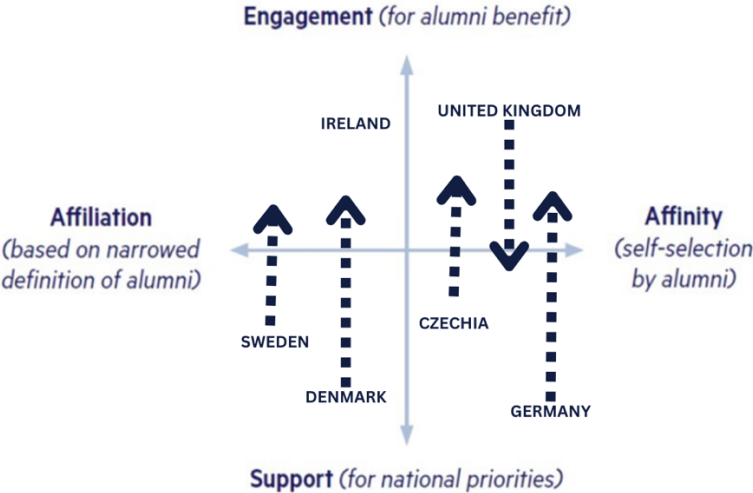 Engagement (for alumni benefit)
IRELAND
UNITED KINGDOM
Affiliation
(based on narrowed
definition of alumni)
Affinity
(self-selection
by alumni)
SWEDEN
CZECHIA
DENMARK
GERMANY
Support (for national priorities)